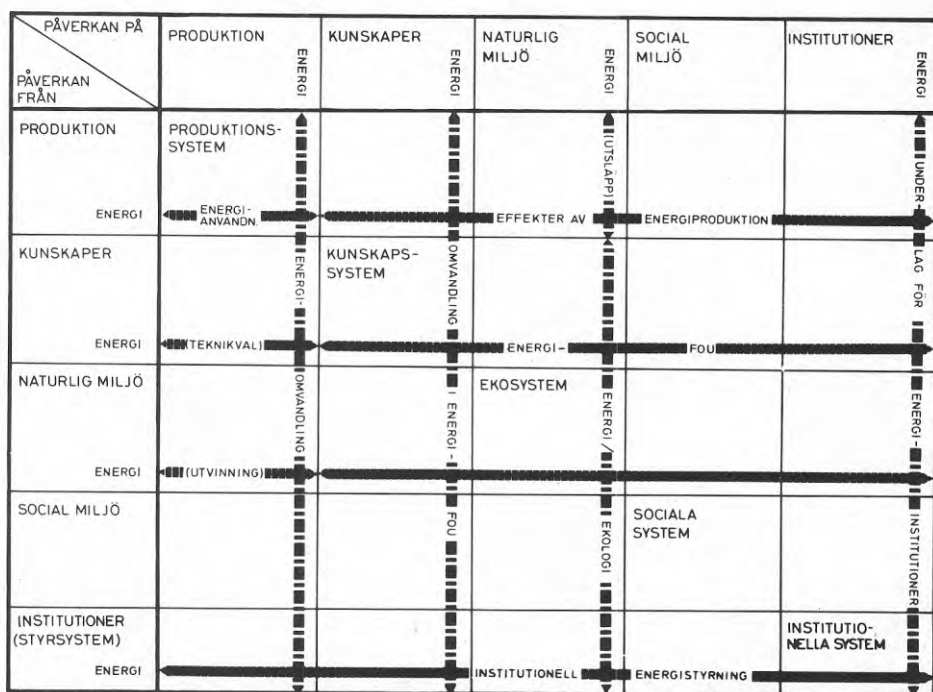 PÅVERKAN PÅ
PÅVERKAN
FRÅN
PRODUKTION
ENERGI
KUNSKAPER
ENERGI
NATURLIG
MILJÖ
ENERGI
SOCIAL
MILJÖ
INSTITUTIONER
ENERGI
PRODUKTION
PRODUKTIONS-
SYSTEM
(UTSLÄPP)
UNDER
ENERGI
ENERGI-
ANVÄNDN.
EFFEKTER AV
ENERGIPRODUKTION
KUNSKAPER
ENERGI-
KUNSKAPS-
SYSTEM
OMVANDLING
LAG FÖR
ENERGI
(TEKNIKVAL)
ENERGI-
FOU
NATURLIG MILJÖ
OMVANDLING
I ENERGI-
EKOSYSTEM
ENERGI/
ENERGI-
ENERGI
(UTVINNING)
SOCIAL MILJÖ
FOU
EKOLOGI
SOCIALA
SYSTEM
INSTITUTIONER
INSTITUTIONER
(STYRSYSTEM)
INSTITUTIO-
NELLA SYSTEM
ENERGI
INSTITUTIONELL
ENERGISTYRNING